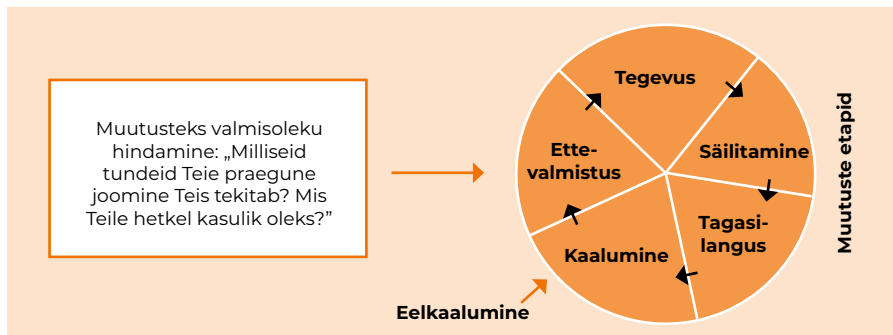 Muutusteks valmisoleku
hindamine: „Milliseid
tundeid Teie praegune
joomine Teis tekitab? Mis
Teile hetkel kasulik oleks?”
Tegevus
Säilitamine
Tagasi-
langus
Kaalumine
Ette-
valmistus
Eelkaalumine
Muutuste etapid